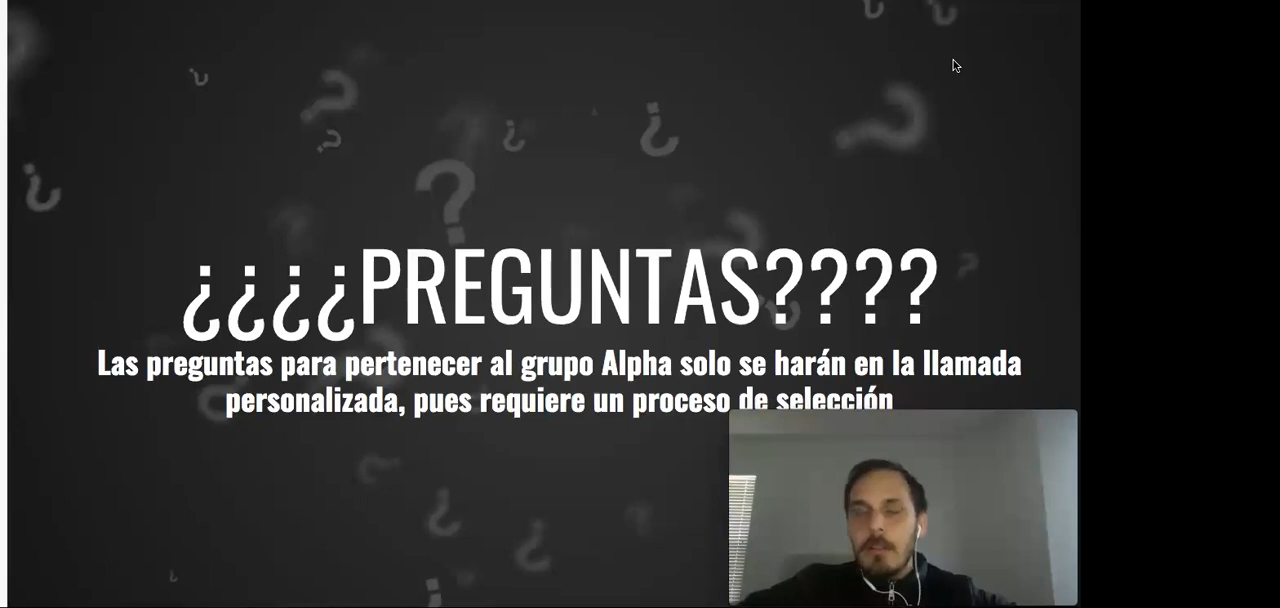 ¿¿¿¿PREGUNTAS????
Las preguntas para pertenecer al grupo Alpha solo se harán en la llamada
personalizada, pues requiere un proceso de selección